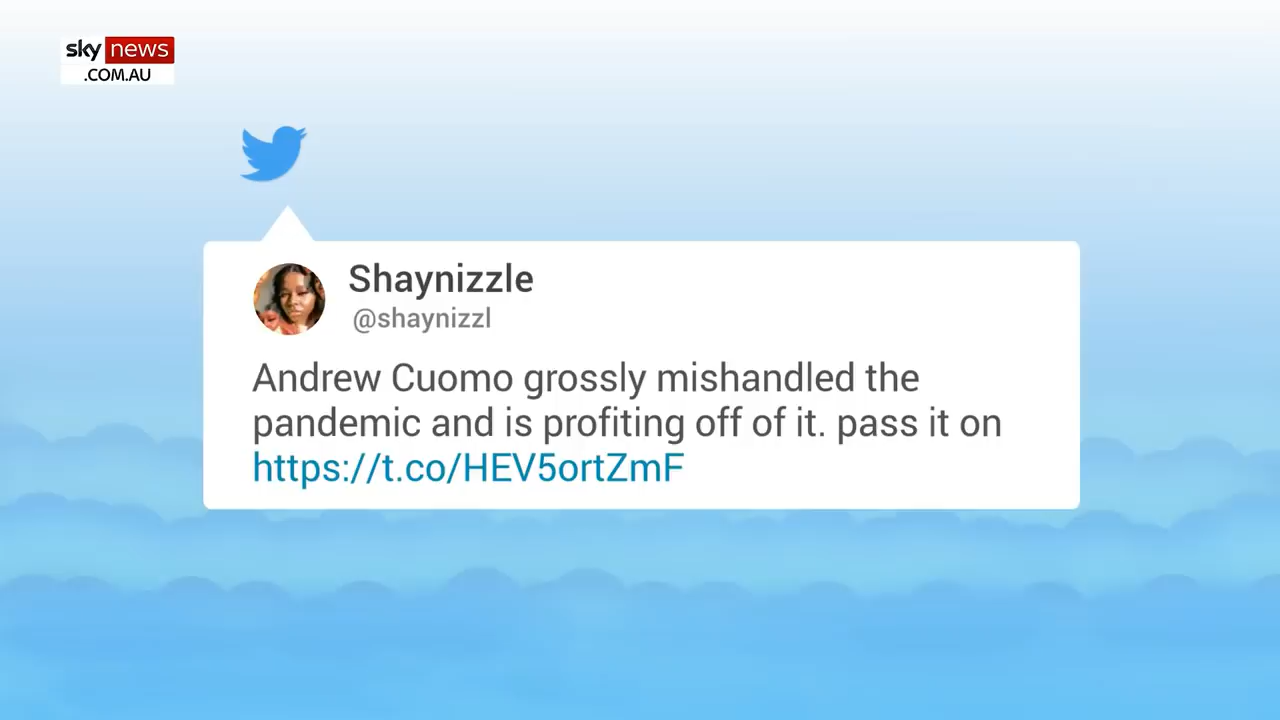 sky news
.COM.AU
Shaynizzle
@shaynizzl
Andrew Cuomo grossly mishandled the
pandemic and is profiting off of it. pass it on
https://t.co/HEV5ortZmF